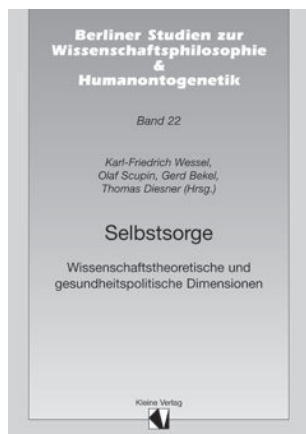 Berliner Studien zur
Wissenschaftsphilosophie
&
Humanontogenetik
Band 22
Karl-Friedrich Wessel,
Olaf Scupin, Gerd Bekel,
Thomas Diesner (Hrsg.)
Selbstsorge
Wissenschaftstheoretische und
gesundheitspolitische Dimensionen
Kleine Verlag